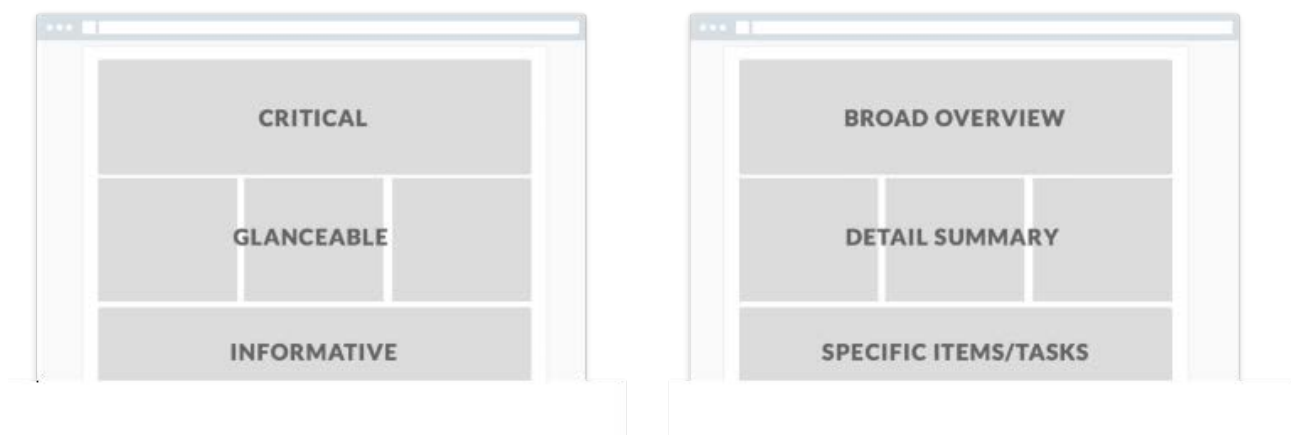 CRITICAL
GLANCEABLE
INFORMATIVE
BROAD OVERVIEW
DETAIL SUMMARY
SPECIFIC ITEMS/TASKS